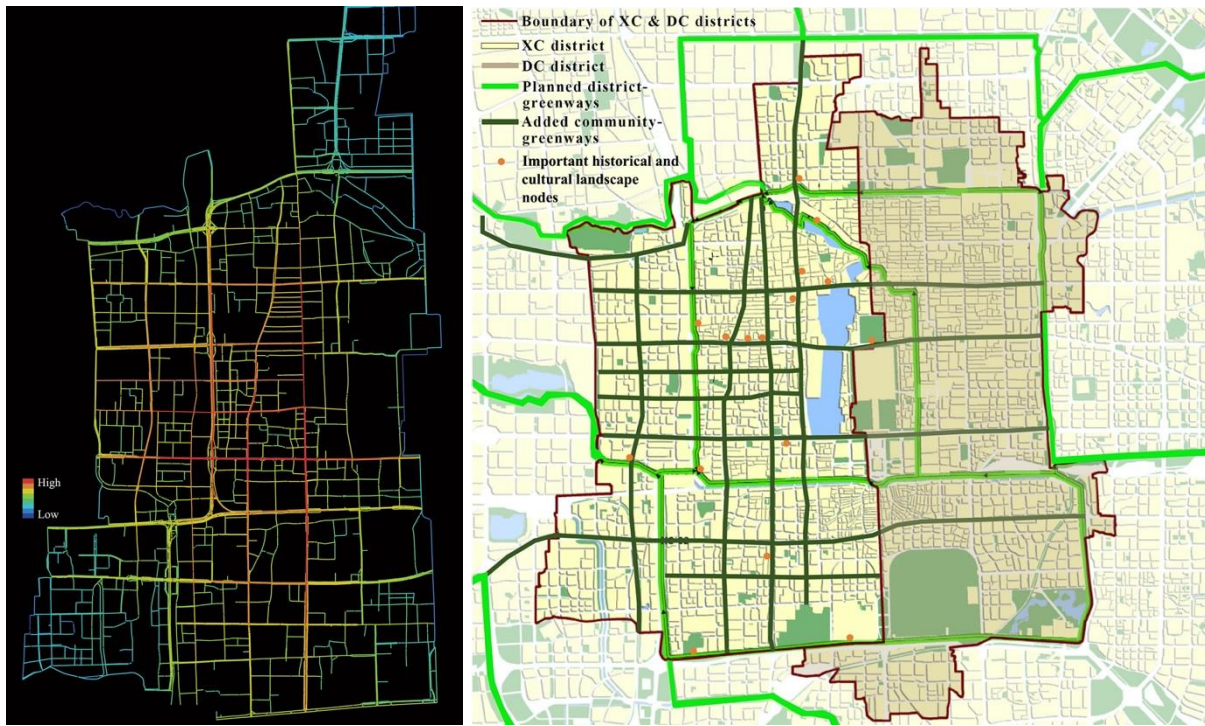 High
Low
Boundary of XC & DC districts
XC district
DC district
Planned district-
greenways
Added community-
greenways
Important historical and
cultural landscape
nodes